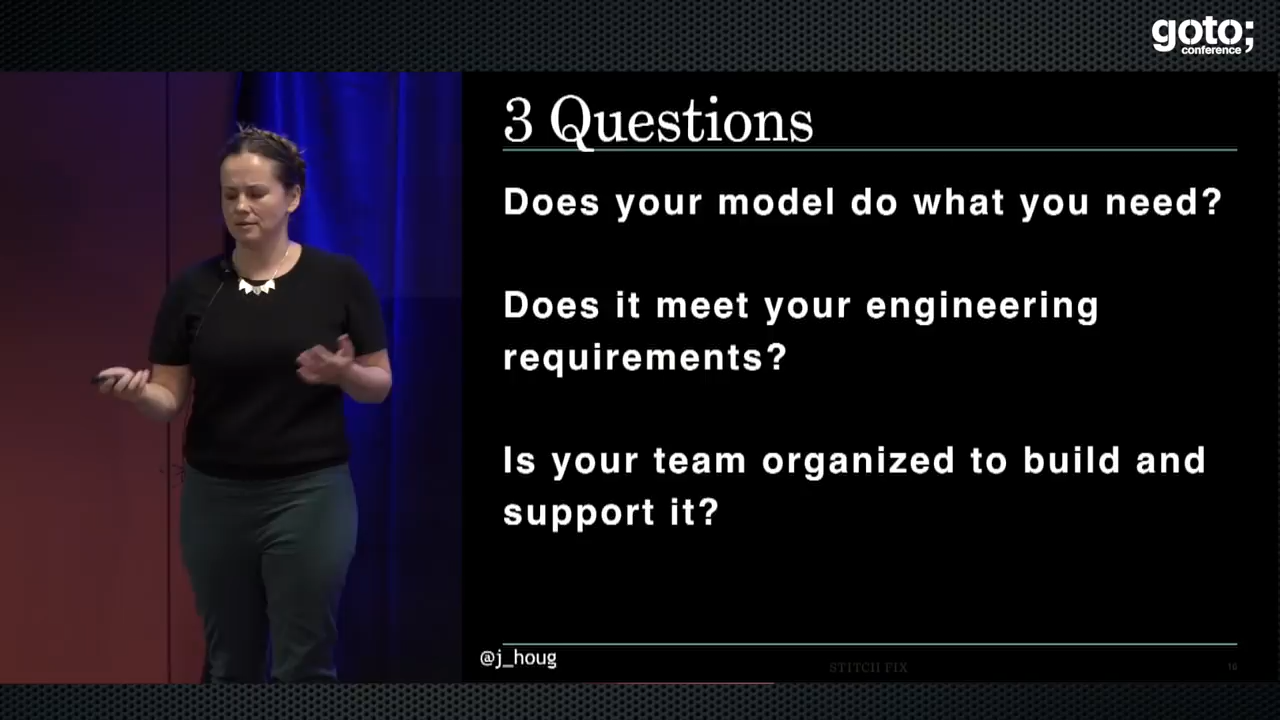 goto;
conference
3 Questions
Does your model do what you need?
Does it meet your engineering
requirements?
Is your team organized to build and
support it?
@j_houg
STITCH FIX
16